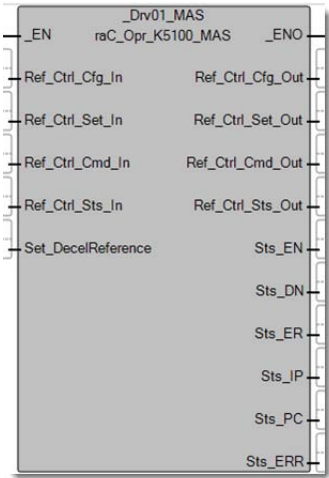 _Drv01_MAS
_EN raC_Opr_K5100_MAS _ENO
Ref_Ctrl_Cfg_In Ref_Ctrl_Cfg_Out
Ref_Ctrl_Set_In Ref_Ctrl_Set_Out
Ref_Ctrl_Cmd_In Ref_Ctrl_Cmd_Out
Ref_Ctrl_Sts_In Ref_Ctrl_Sts_Out
Set_DecelReference Sts_EN
Sts_DN
Sts_ER
Sts_IP
Sts_PC
Sts_ERR